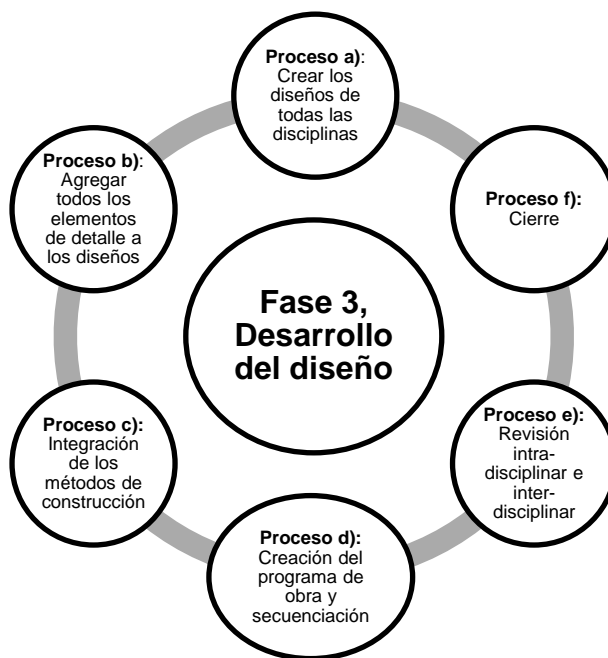 Proceso a):
Crear los
diseños de
todas las
disciplinas
Proceso b):
Agregar
todos los
elementos
de detalle a
los diseños
Proceso f):
Cierre
Fase 3,
Desarrollo
del diseño
Proceso c):
Integración
de los
métodos de
construcción
Proceso e):
Revisión
intra-
disciplinar e
inter-
disciplinar
Proceso d):
Creación del
programa de
obra y
secuenciación